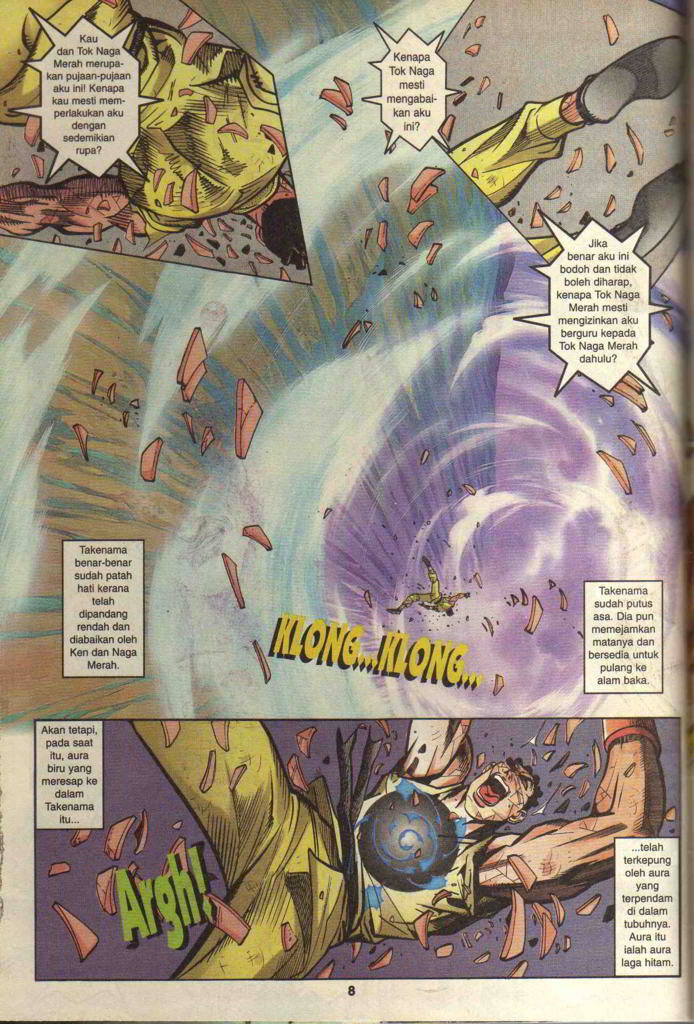 Kau
dan Tok Naga
Merah merupa-
kan pujaan-pujaan
aku ini! Kenapa
kau mesti mem-
perlakukan aku
dengan
sedemikian
rupa?
Kenapa
Tok Naga
mesti
mengabai-
kan aku
ini?
Jika
benar aku ini
bodoh dan tidak
boleh diharap,
kenapa Tok Naga
Merah mesti
mengizinkan aku
berguru kepada
Tok Naga Merah
dahulu?
Takenama
benar-benar
sudah patah
hati kerana
telah
dipandang
rendah dan
diabaikan oleh
Ken dan Naga
Merah.
KLONG...KLONG...
Takenama
sudah putus
asa. Dia pun
memejamkan
matanya dan
bersedia untuk
pulang ke
alam baka.
Akan tetapi,
pada saat
itu, aura
biru yang
meresap ke
dalam
Takenama
itu...
Argh!
...telah
terkepung
oleh aura
yang
terpendam
di dalam
tubuhnya.
Aura itu
ialah aura
laga hitam.
8